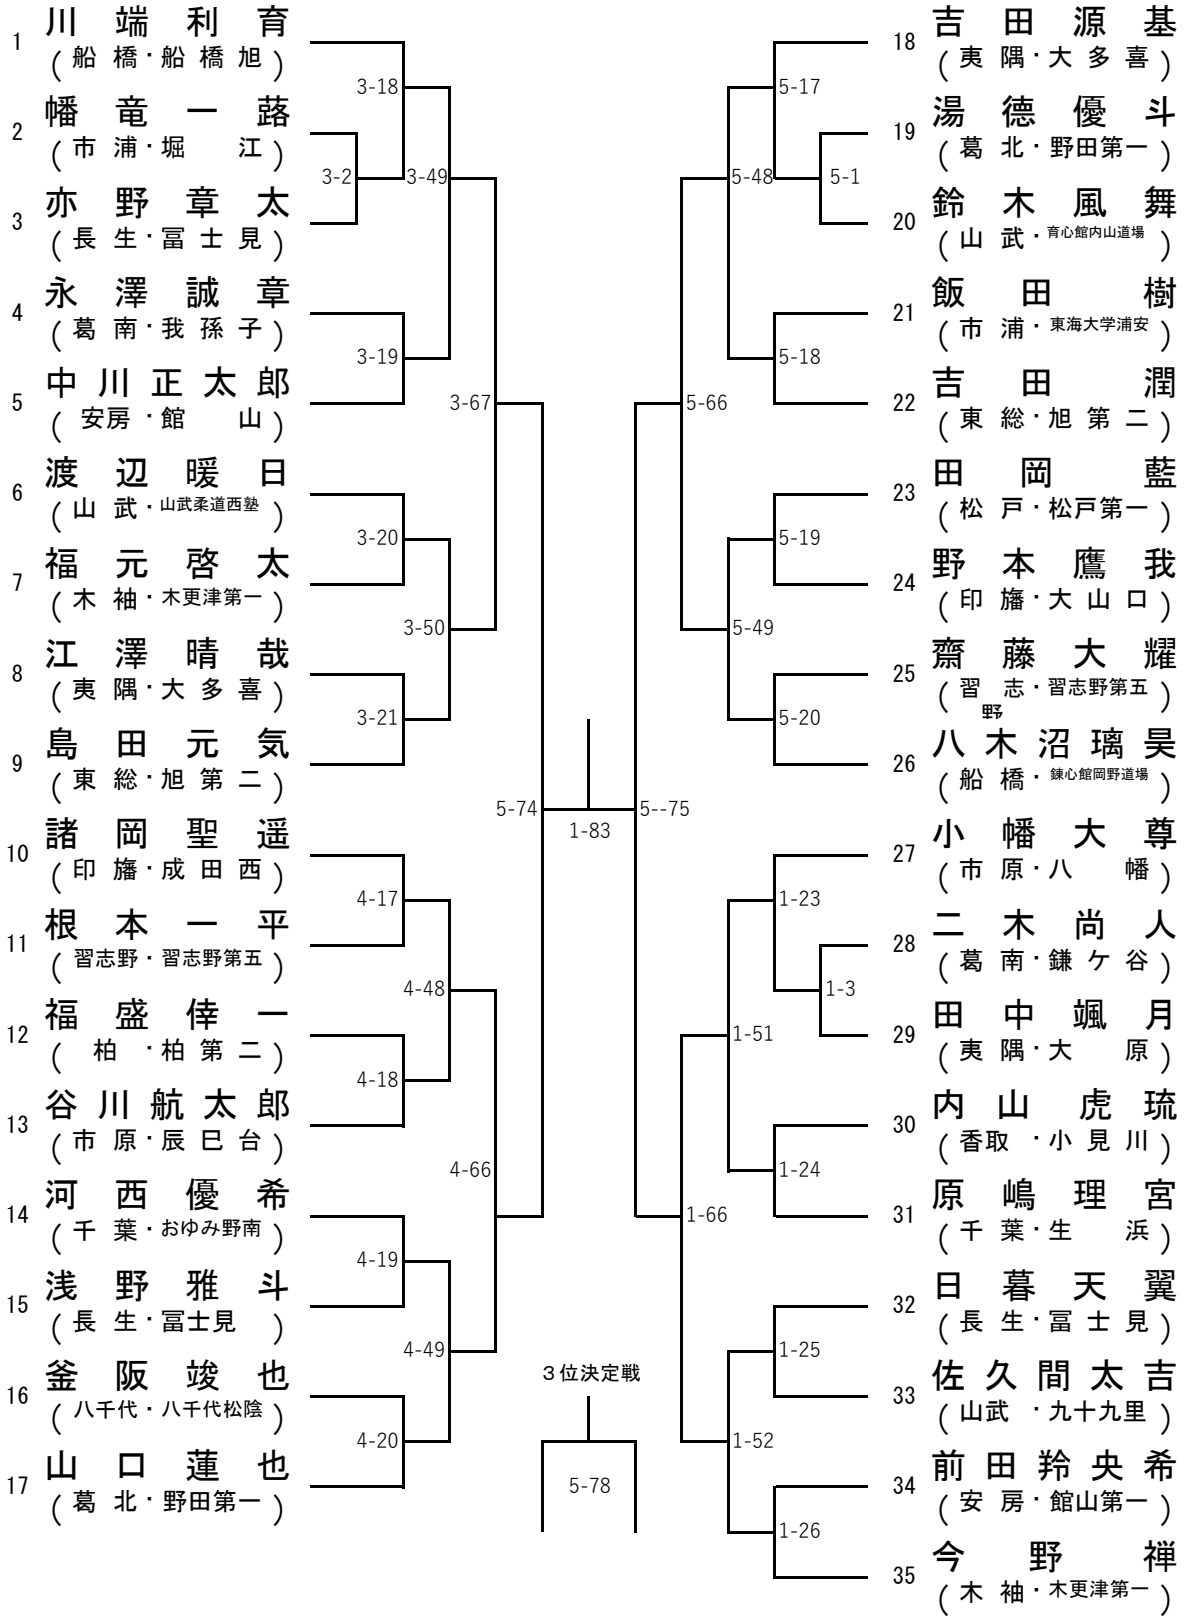 1 川端利育
(船橋・船橋旭)
3-18
2 幡竜一蕗
(市浦・堀江)
3-2
3-49
3 亦野章太
(長生・冨士見)
4 永澤誠章
(葛南・我孫子)
3-19
5 中川正太郎
(安房・館山)
3-67
6 渡辺暖日
(山武・山武柔道西塾)
3-20
7 福元啓太
(木袖・木更津第一)
3-50
8 江澤晴哉
(夷隅・大多喜)
3-21
9 島田元気
(東総・旭第二)
5-74
10 諸岡聖遥
(印旛・成田西)
4-17
11 根本一平
(習志野・習志野第五)
4-48
12 福盛倖一
(柏・柏第二)
4-18
13 谷川航太郎
(市原・辰巳台)
4-66
14 河西優希
(千葉・おゆみ野南)
4-19
15 浅野雅斗
(長生・冨士見)
4-49
16 釜阪竣也
(八千代・八千代松陰)
4-20
17 山口蓮也
(葛北・野田第一)
1-83
3位決定戦
5-78
18 吉田源基
(夷隅・大多喜)
5-17
19 湯德優斗
(葛北・野田第一)
5-48
5-1
20 鈴木風舞
(山武・育心館内山道場)
21 飯田樹
(市浦・東海大学浦安)
5-18
22 吉田潤
(東総・旭第二)
5-66
23 田岡藍
(松戸・松戸第一)
5-19
24 野本鷹我
(印旛・大山口)
5-49
25 齋藤大耀
(習志野・習志野第五)
5-20
26 八木沼璃昊
(船橋・錬心館岡野道場)
5--75
27 小幡大尊
(市原・八幡)
1-23
28 二木尚人
(葛南・鎌ケ谷)
1-3
29 田中颯月
(夷隅・大原)
1-51
30 内山虎琉
(香取・小見川)
1-24
31 原嶋理宮
(千葉・生浜)
1-66
32 日暮天翼
(長生・冨士見)
1-25
33 佐久間太吉
(山武・九十九里)
1-52
34 前田羚央希
(安房・館山第一)
1-26
35 今野禅
(木袖・木更津第一)